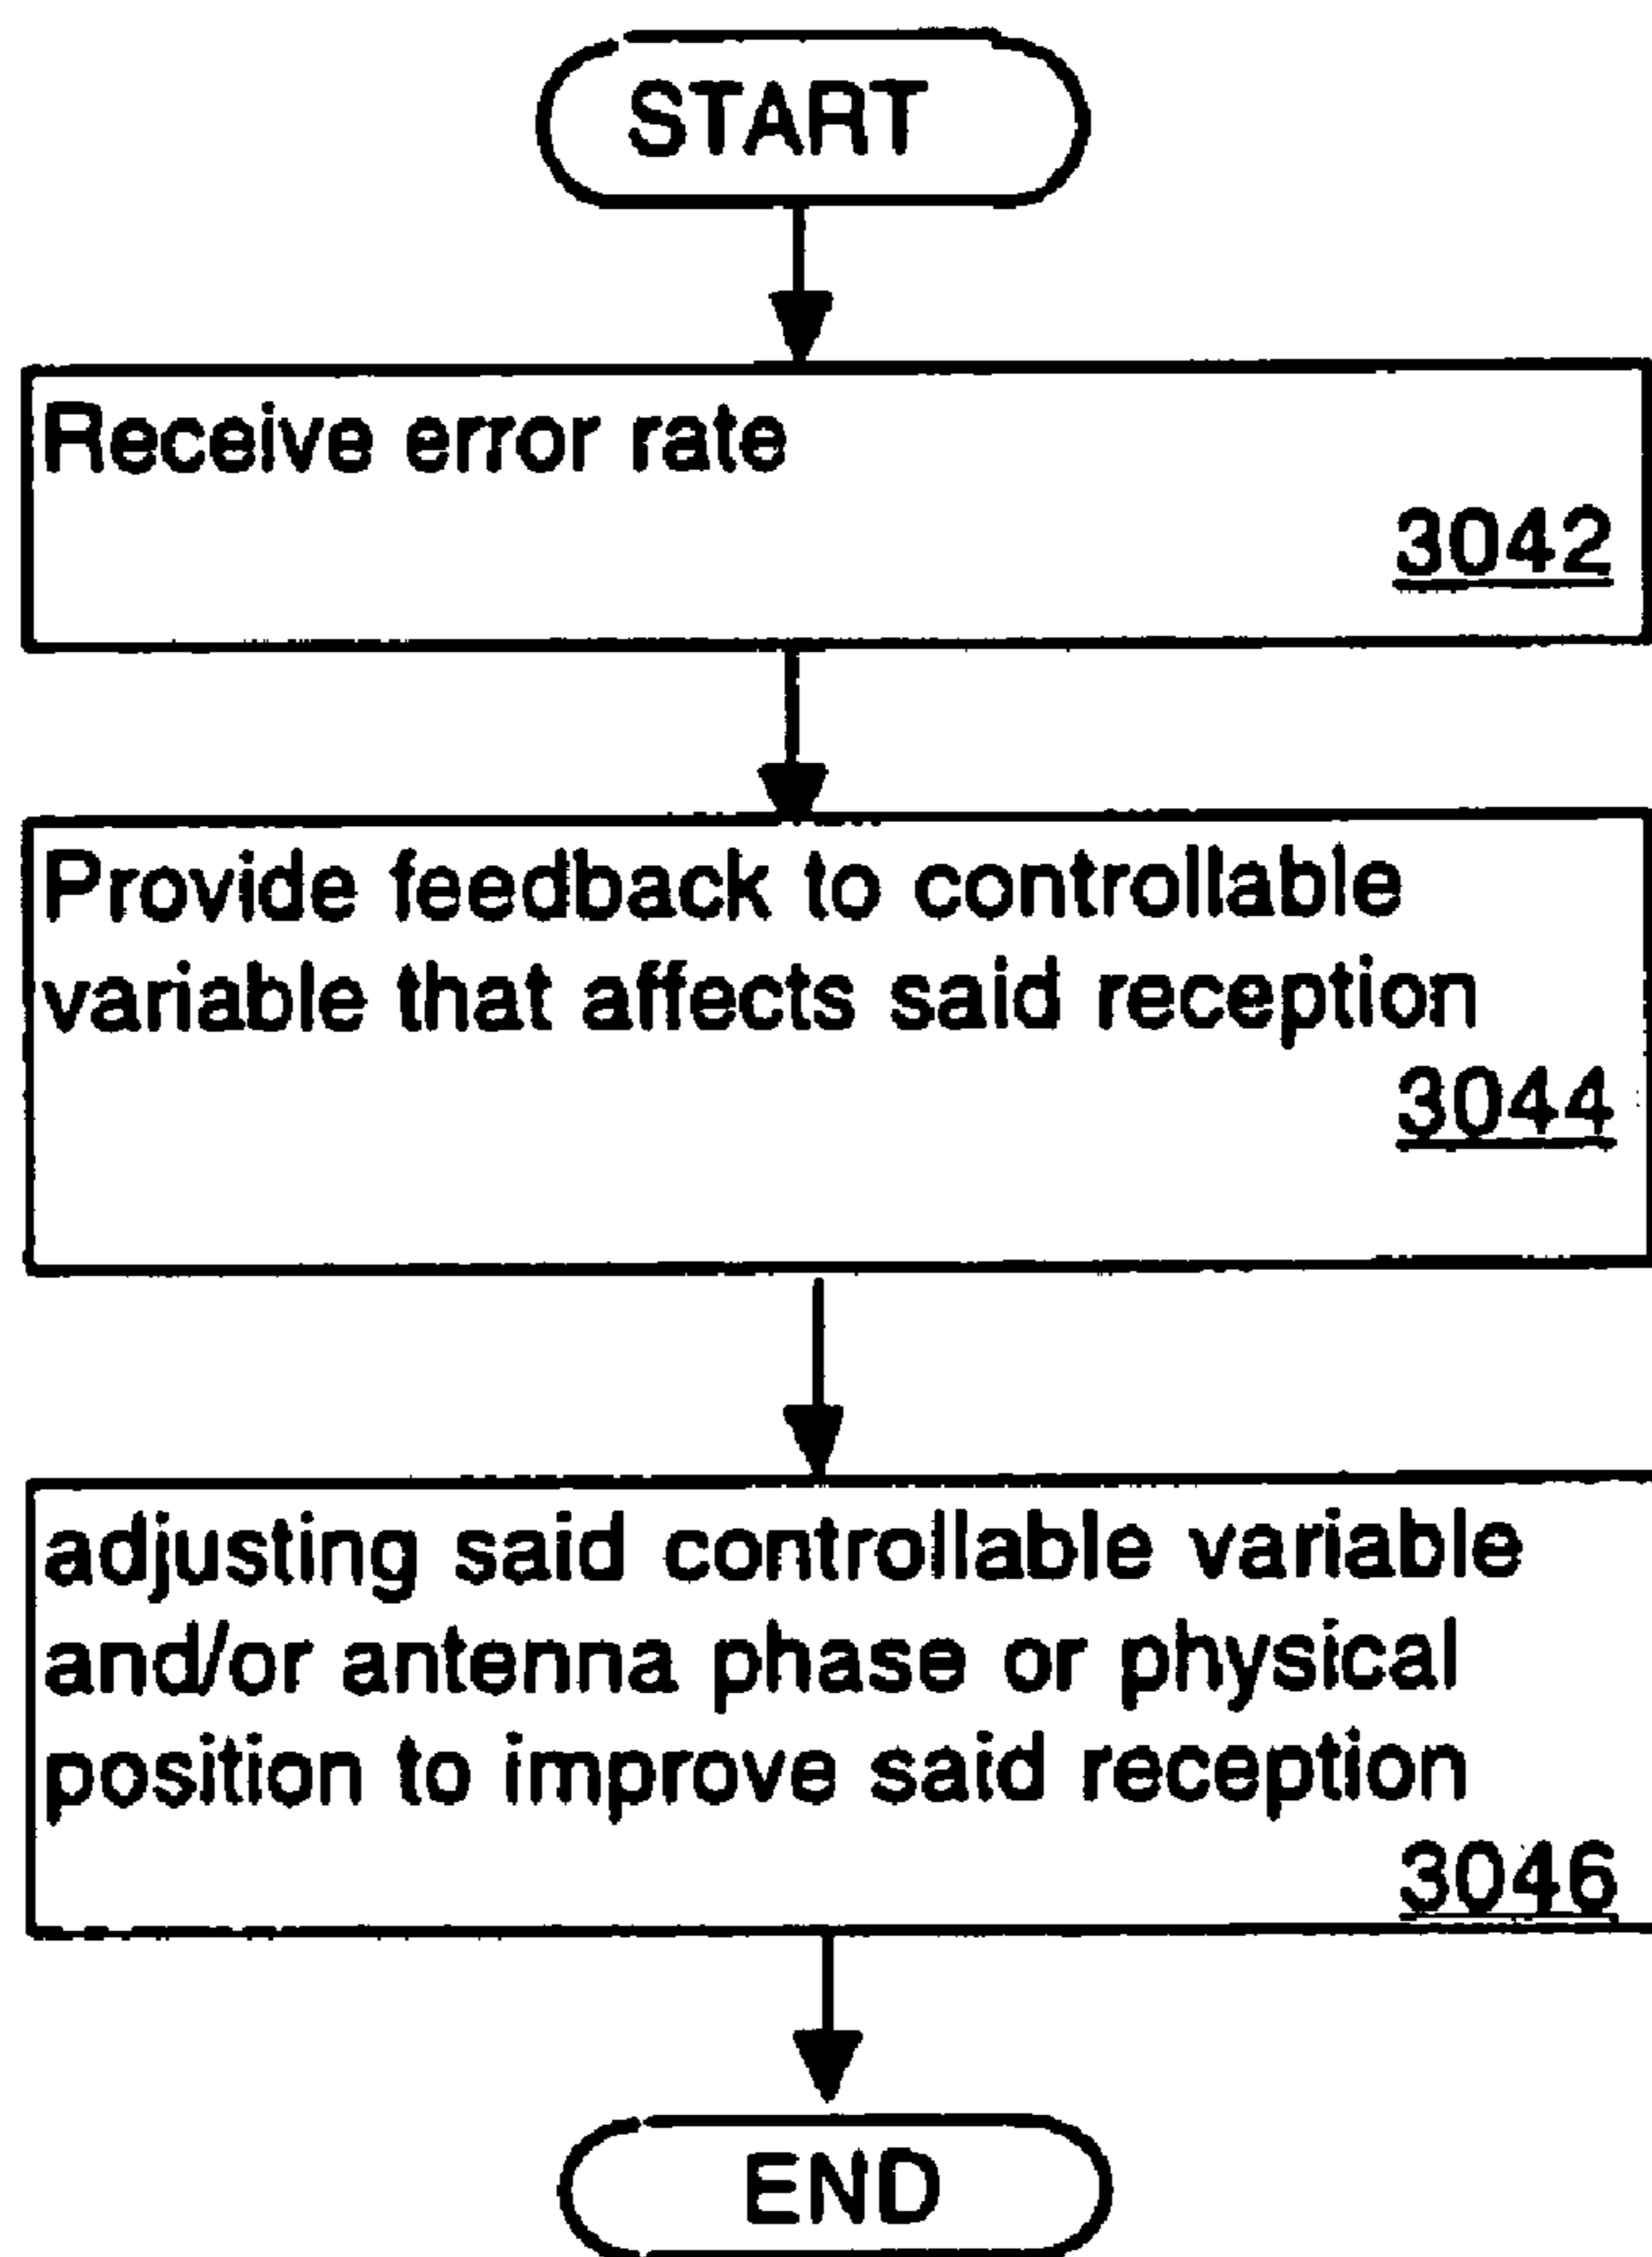 START
Receive error rate
3042
Provide feedback to controllable
variable that affects said reception
3044
adjusting said controllable variable
and/or antenna phase or physical
position to improve said reception
3046
END